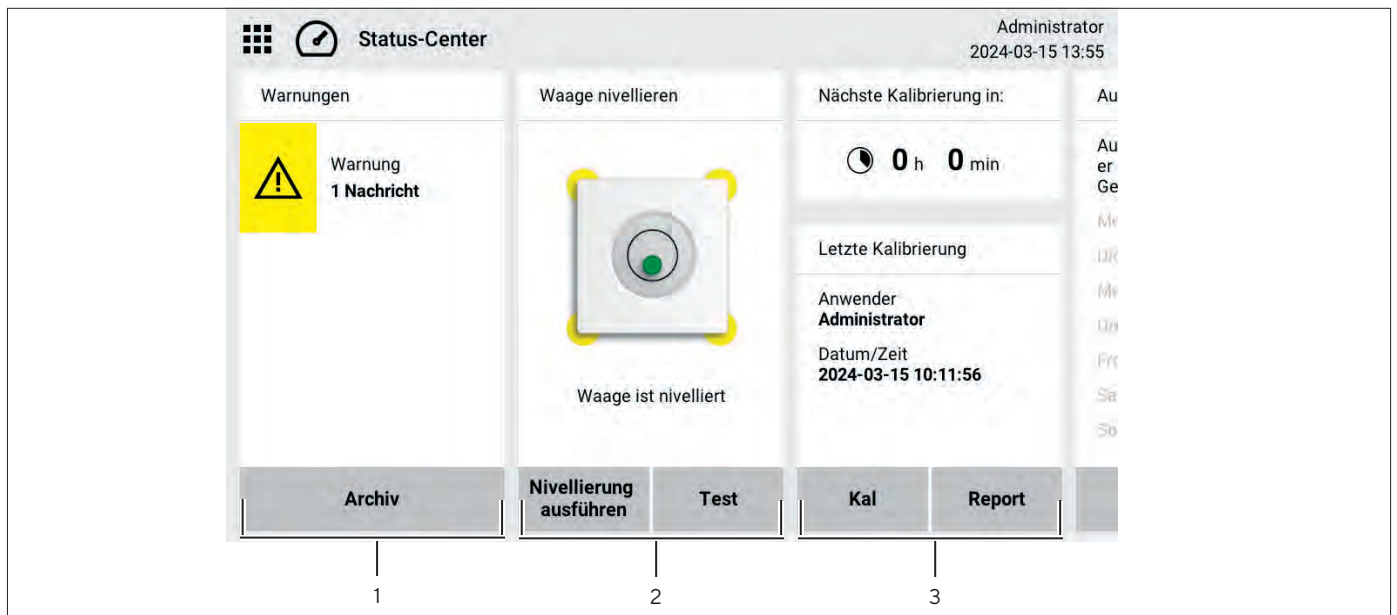 Status-Center
Administrator
2024-03-15 13:55
Warnungen
Warnung
1 Nachricht
Waage nivellieren
Waage ist nivelliert
Nächste Kalibrierung in:
0 h 0 min
Letzte Kalibrierung
Anwender
Administrator
Datum/Zeit
2024-03-15 10:11:56
Au
Au
er
Ge
Sa
So
Archiv
Nivellierung
ausführen
Test
Kal
Report
1
2
3